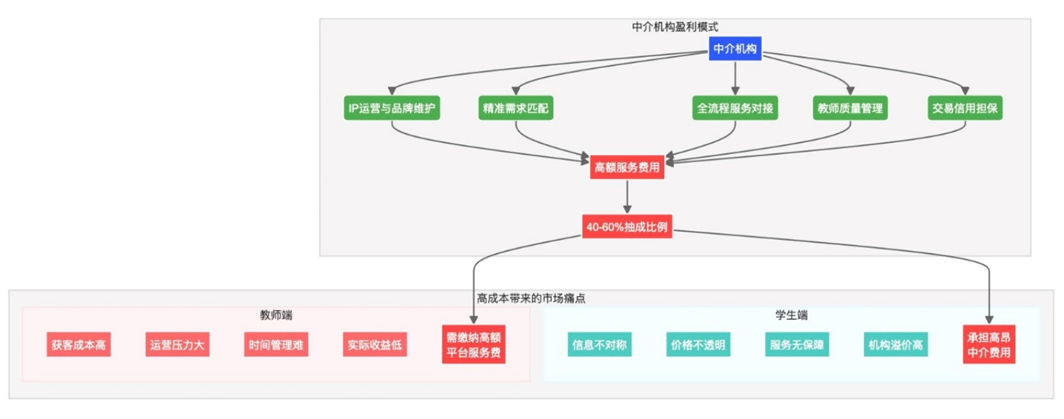 中介机构盈利模式
中介机构
IP运营与品牌维护
精准需求匹配
全流程服务对接
教师质量管理
交易信用担保
高额服务费用
40-60%抽成比例
高成本带来的市场痛点
教师端
获客成本高
运营压力大
时间管理难
实际收益低
需缴纳高额
平台服务费
学生端
信息不对称
价格不透明
服务无保障
机构溢价高
承担高昂
中介费用